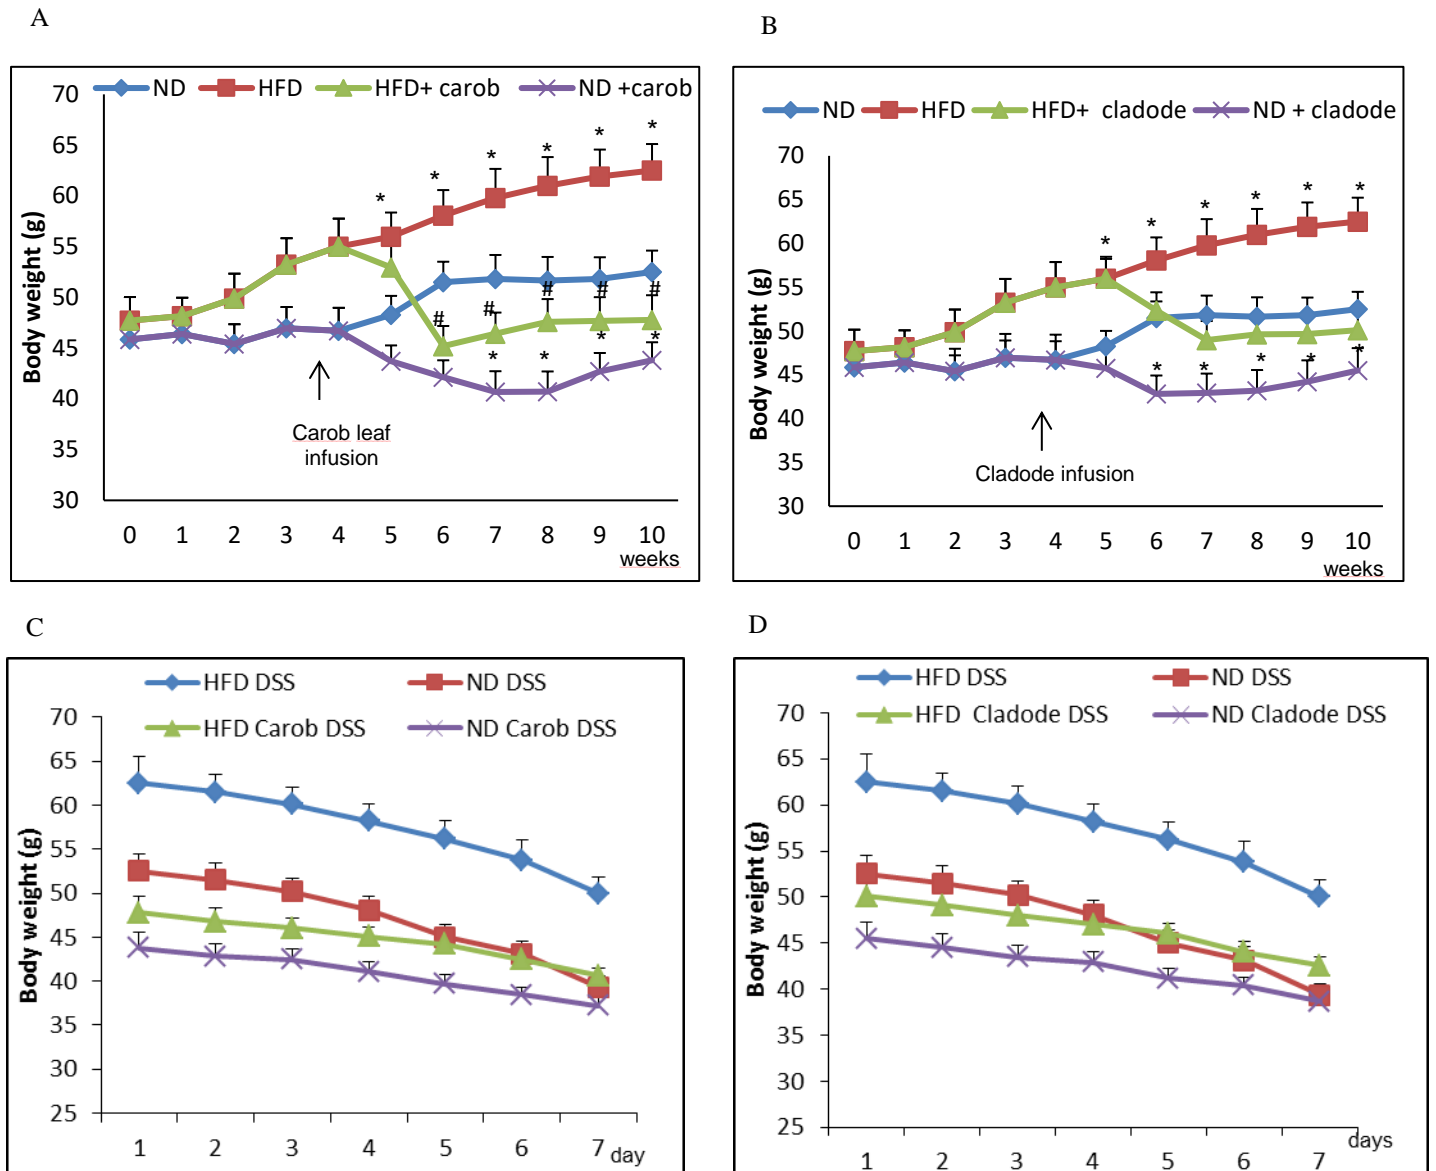 A
ND HFD HFD+ carob ND +carob
Body weight (g)
70
65
60
55
50
45
40
35
30
* * * * * *
# # # # #
* * * *
Carob leaf
infusion
0 1 2 3 4 5 6 7 8 9 10
weeks
B
ND HFD HFD+ cladode ND + cladode
Body weight (g)
70
65
60
55
50
45
40
35
30
* * * * * *
* * * * *
Cladode infusion
0 1 2 3 4 5 6 7 8 9 10
weeks
C
HFD DSS ND DSS
HFD Carob DSS ND Carob DSS
Body weight (g)
70
65
60
55
50
45
40
35
30
25
1 2 3 4 5 6 7 day
D
HFD DSS ND DSS
HFD Cladode DSS ND Cladode DSS
Body weight (g)
70
65
60
55
50
45
40
35
30
25
1 2 3 4 5 6 7 days